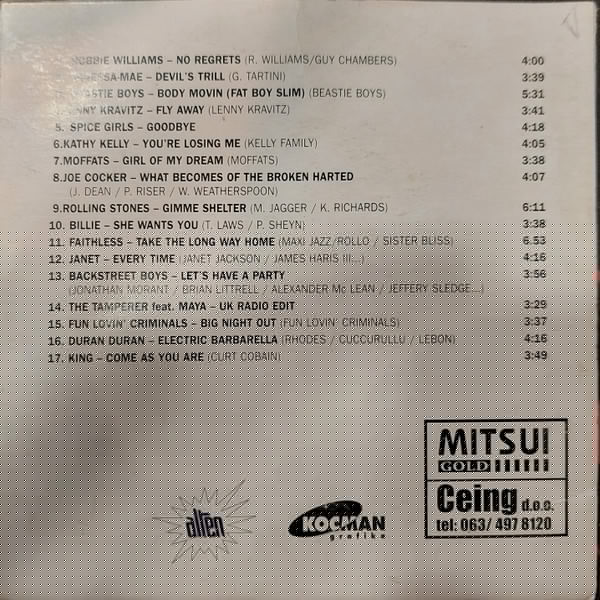 OBBIE WILLIAMS – NO REGRETS (R. WILLIAMS/GUY CHAMBERS) 4:00
ESSA-MAE – DEVIL'S TRILL (G. TARTINI) 3:39
STIE BOYS – BODY MOVIN (FAT BOY SLIM) (BEASTIE BOYS) 5:31
NNY KRAVITZ – FLY AWAY (LENNY KRAVITZ) 3:41
5. SPICE GIRLS – GOODBYE 4:18
6.KATHY KELLY – YOU'RE LOSING ME (KELLY FAMILY) 4:05
7.MOFFATS – GIRL OF MY DREAM (MOFFATS) 3:38
8.JOE COCKER – WHAT BECOMES OF THE BROKEN HARTED 4:07
(J. DEAN / P. RISER / W. WEATHERSPOON)
9.ROLLING STONES – GIMME SHELTER (M. JAGGER / K. RICHARDS) 6:11
10. BILLIE – SHE WANTS YOU (T. LAWS / P. SHEYN) 3:38
11. FAITHLESS – TAKE THE LONG WAY HOME (MAXI JAZZ/ROLLO / SISTER BLISS) 6.53
12. JANET – EVERY TIME (JANET JACKSON / JAMES HARIS III...) 4:16
13. BACKSTREET BOYS – LET'S HAVE A PARTY 3:56
(JONATHAN MORANT / BRIAN LITTRELL / ALEXANDER Mc LEAN / JEFFERY SLEDGE...)
14. THE TAMPERER feat. MAYA – UK RADIO EDIT 3:29
15. FUN LOVIN' CRIMINALS – BIG NIGHT OUT (FUN LOVIN' CRIMINALS) 3:37
16. DURAN DURAN – ELECTRIC BARBARELLA (RHODES / CUCCURULLU / LEBON) 4:16
17. KING – COME AS YOU ARE (CURT COBAIN) 3:49
MITSUI
GOLD
Ceing d.o.o.
tel: 063/ 497 8120
alten
KOCMAN
grafika